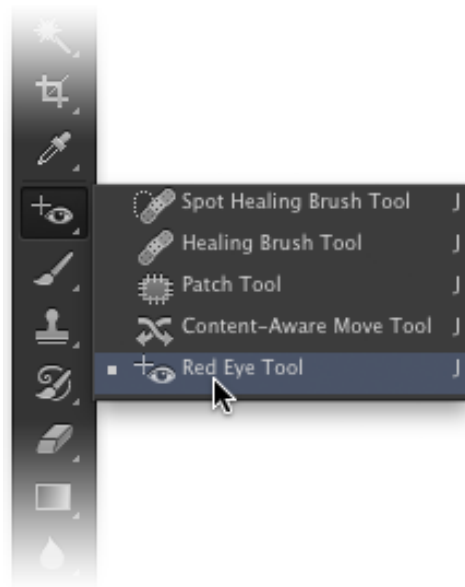 Spot Healing Brush Tool J
Healing Brush Tool J
Patch Tool J
Content-Aware Move Tool J
Red Eye Tool J